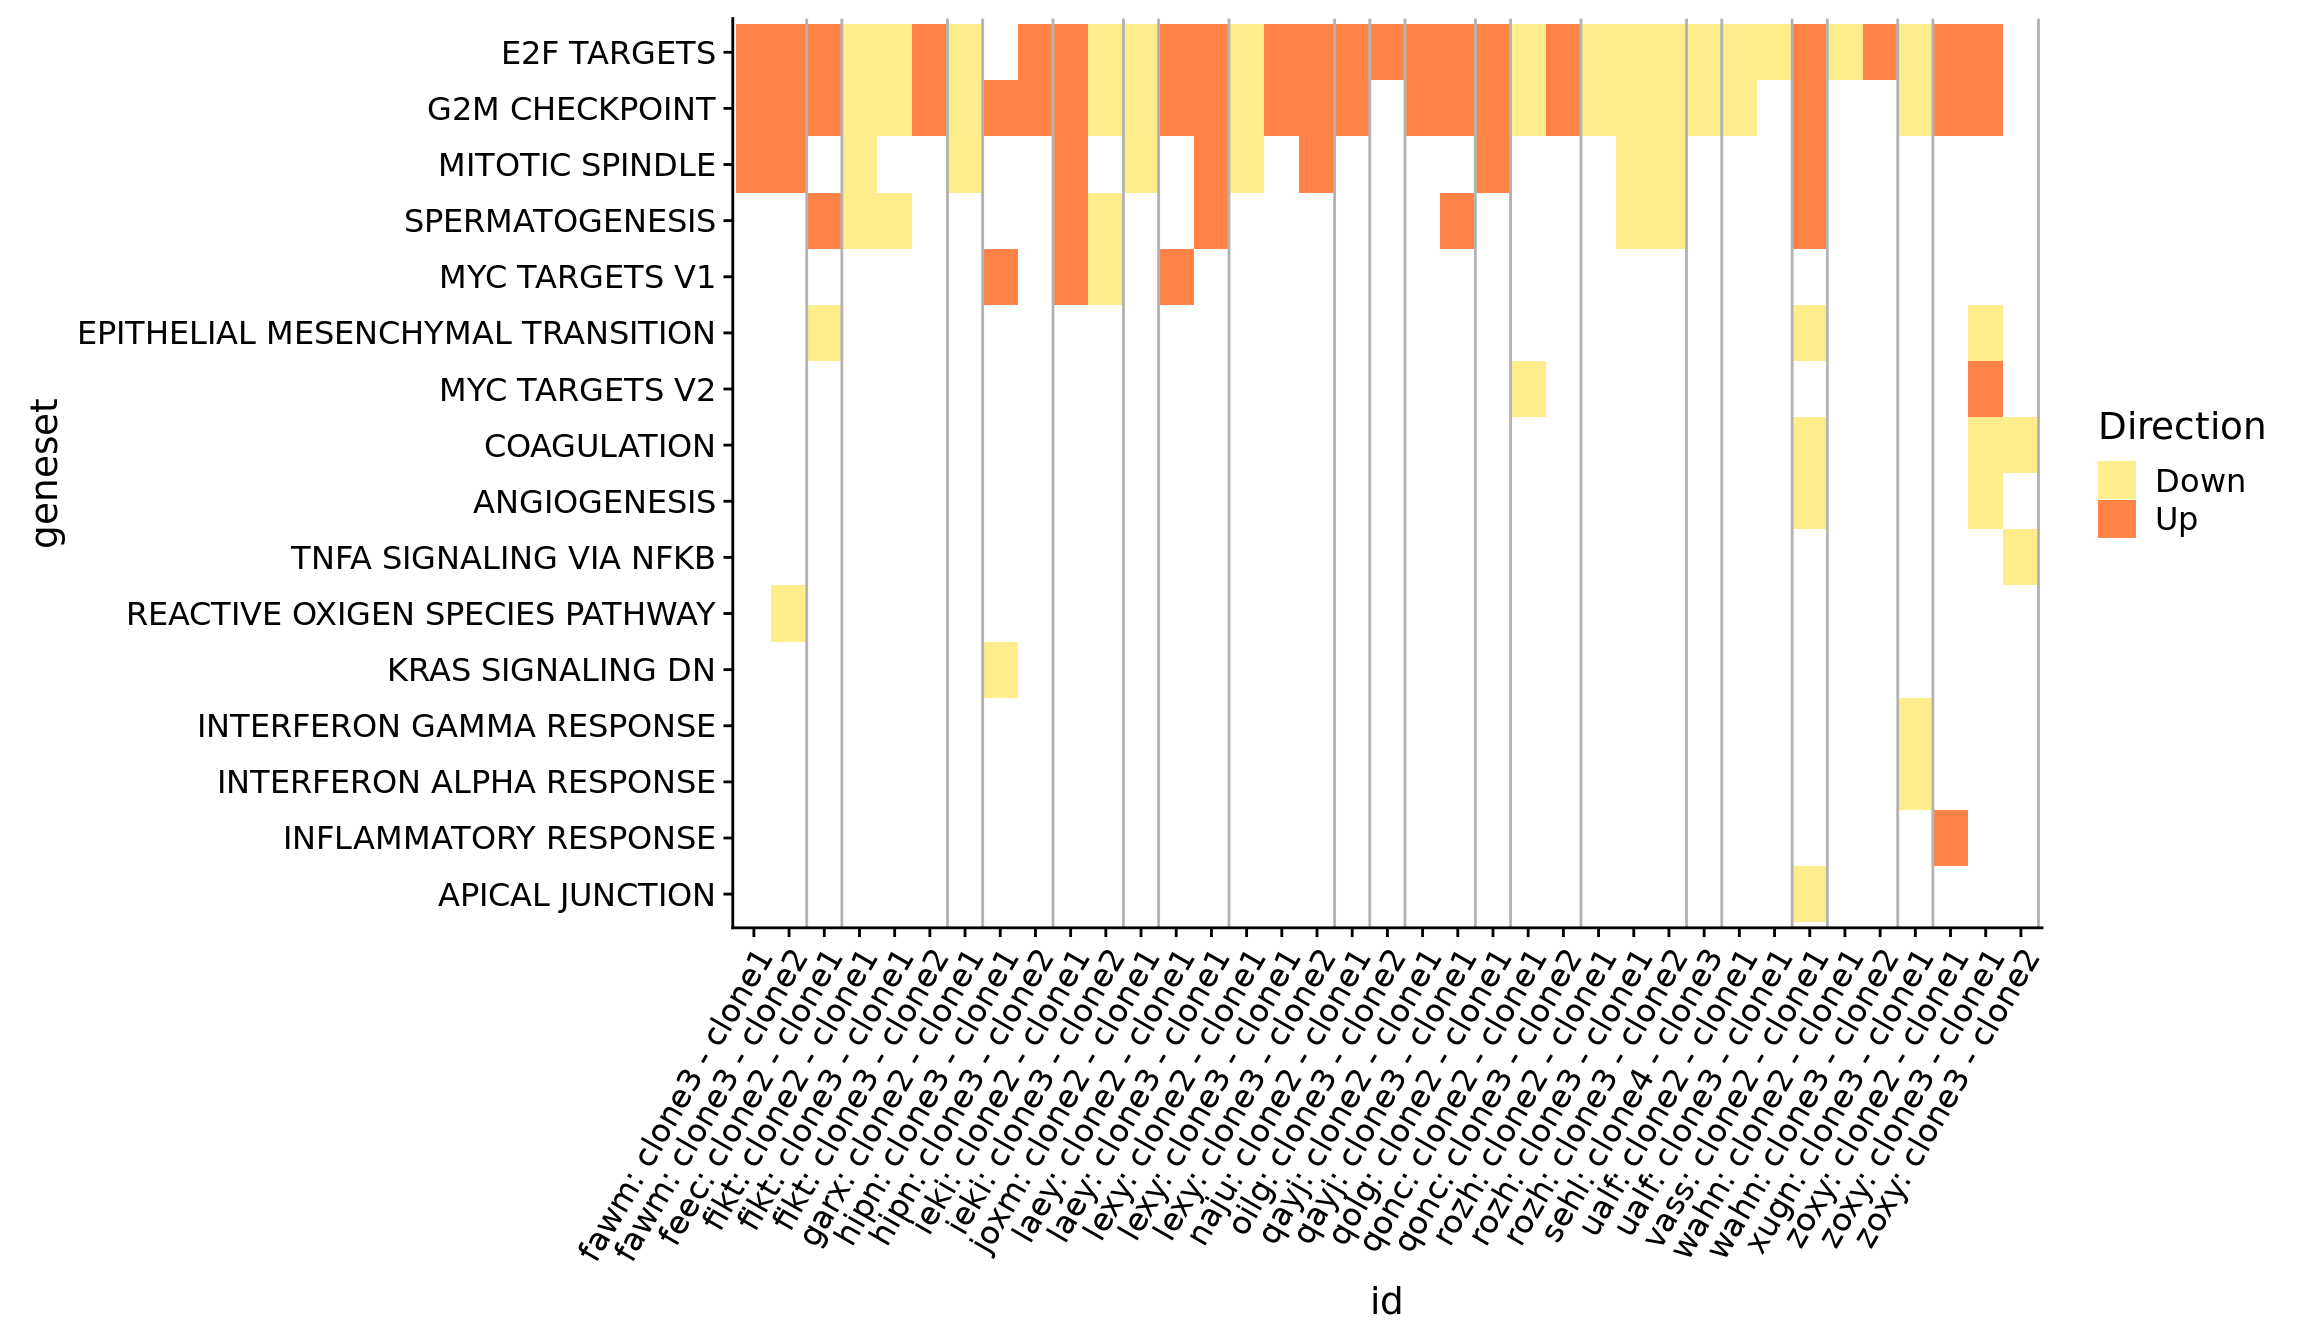 E2F TARGETS
G2M CHECKPOINT
MITOTIC SPINDLE
SPERMATOGENESIS
MYC TARGETS V1
EPITHELIAL MESENCHYMAL TRANSITION
MYC TARGETS V2
COAGULATION
ANGIOGENESIS
TNFA SIGNALING VIA NFKB
REACTIVE OXIGEN SPECIES PATHWAY
KRAS SIGNALING DN
INTERFERON GAMMA RESPONSE
INTERFERON ALPHA RESPONSE
INFLAMMATORY RESPONSE
APICAL JUNCTION
geneset
Direction
Down
Up
fawm: clone3 - clone1
fawm: clone3 - clone2
feec: clone2 - clone1
fikt: clone2 - clone1
fikt: clone3 - clone1
fikt: clone3 - clone2
garx: clone2 - clone1
hipn: clone3 - clone1
hipn: clone3 - clone2
ieki: clone2 - clone1
ieki: clone3 - clone2
joxm: clone2 - clone1
laey: clone2 - clone1
laey: clone3 - clone1
lexy: clone2 - clone1
lexy: clone3 - clone1
lexy: clone3 - clone2
naju: clone2 - clone1
oilg: clone3 - clone2
qayj: clone2 - clone1
qayj: clone3 - clone1
qolg: clone2 - clone1
qonc: clone2 - clone1
qonc: clone3 - clone2
rozh: clone2 - clone1
rozh: clone3 - clone1
rozh: clone3 - clone2
sehl: clone4 - clone3
ualf: clone2 - clone1
ualf: clone3 - clone1
vass: clone2 - clone1
wahn: clone2 - clone1
wahn: clone3 - clone2
xugn: clone3 - clone1
zoxy: clone2 - clone1
zoxy: clone3 - clone1
zoxy: clone3 - clone2
id